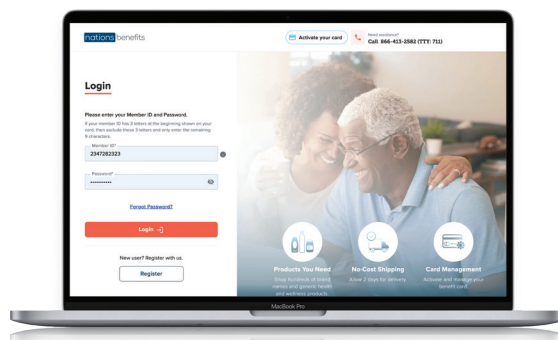 nations benefits
Activate your card
Need assistance?
Call 866-413-2582 (TTY: 711)
Login
Please enter your Member ID and Password.
If your member ID has 3 letters at the beginning shown on your
card, then exclude these 3 letters and only enter the remaining
9 characters.
Member ID*
2347282323
Password*
••••••••••
Forgot Password?
Login
New user? Register with us.
Register
Products You Need
Shop hundreds of brand
names and generic health
and wellness products.
No-Cost Shipping
Allow 2 days for delivery.
Card Management
Activate and manage your
benefit card.
MacBook Pro